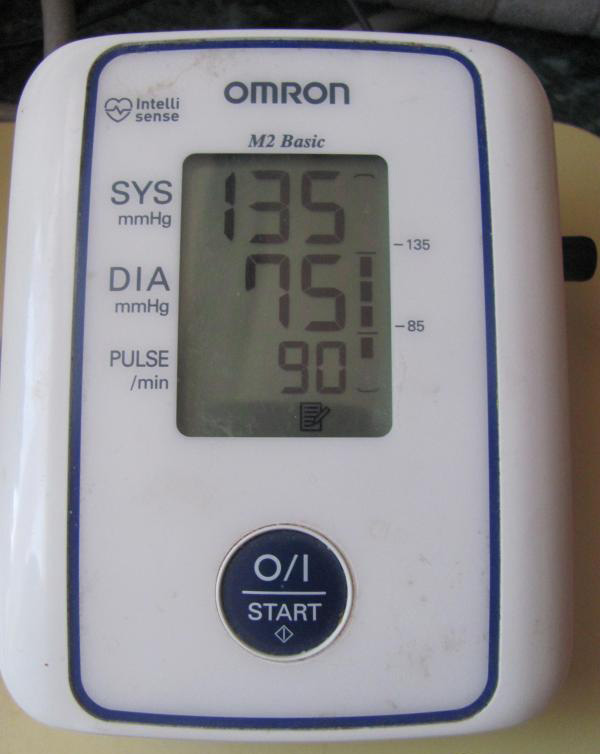 OMRON
Intelli
sense
M2 Basic
SYS
mmHg
135
-135
DIA
mmHg
75
-85
PULSE
/min
90
O/I
START